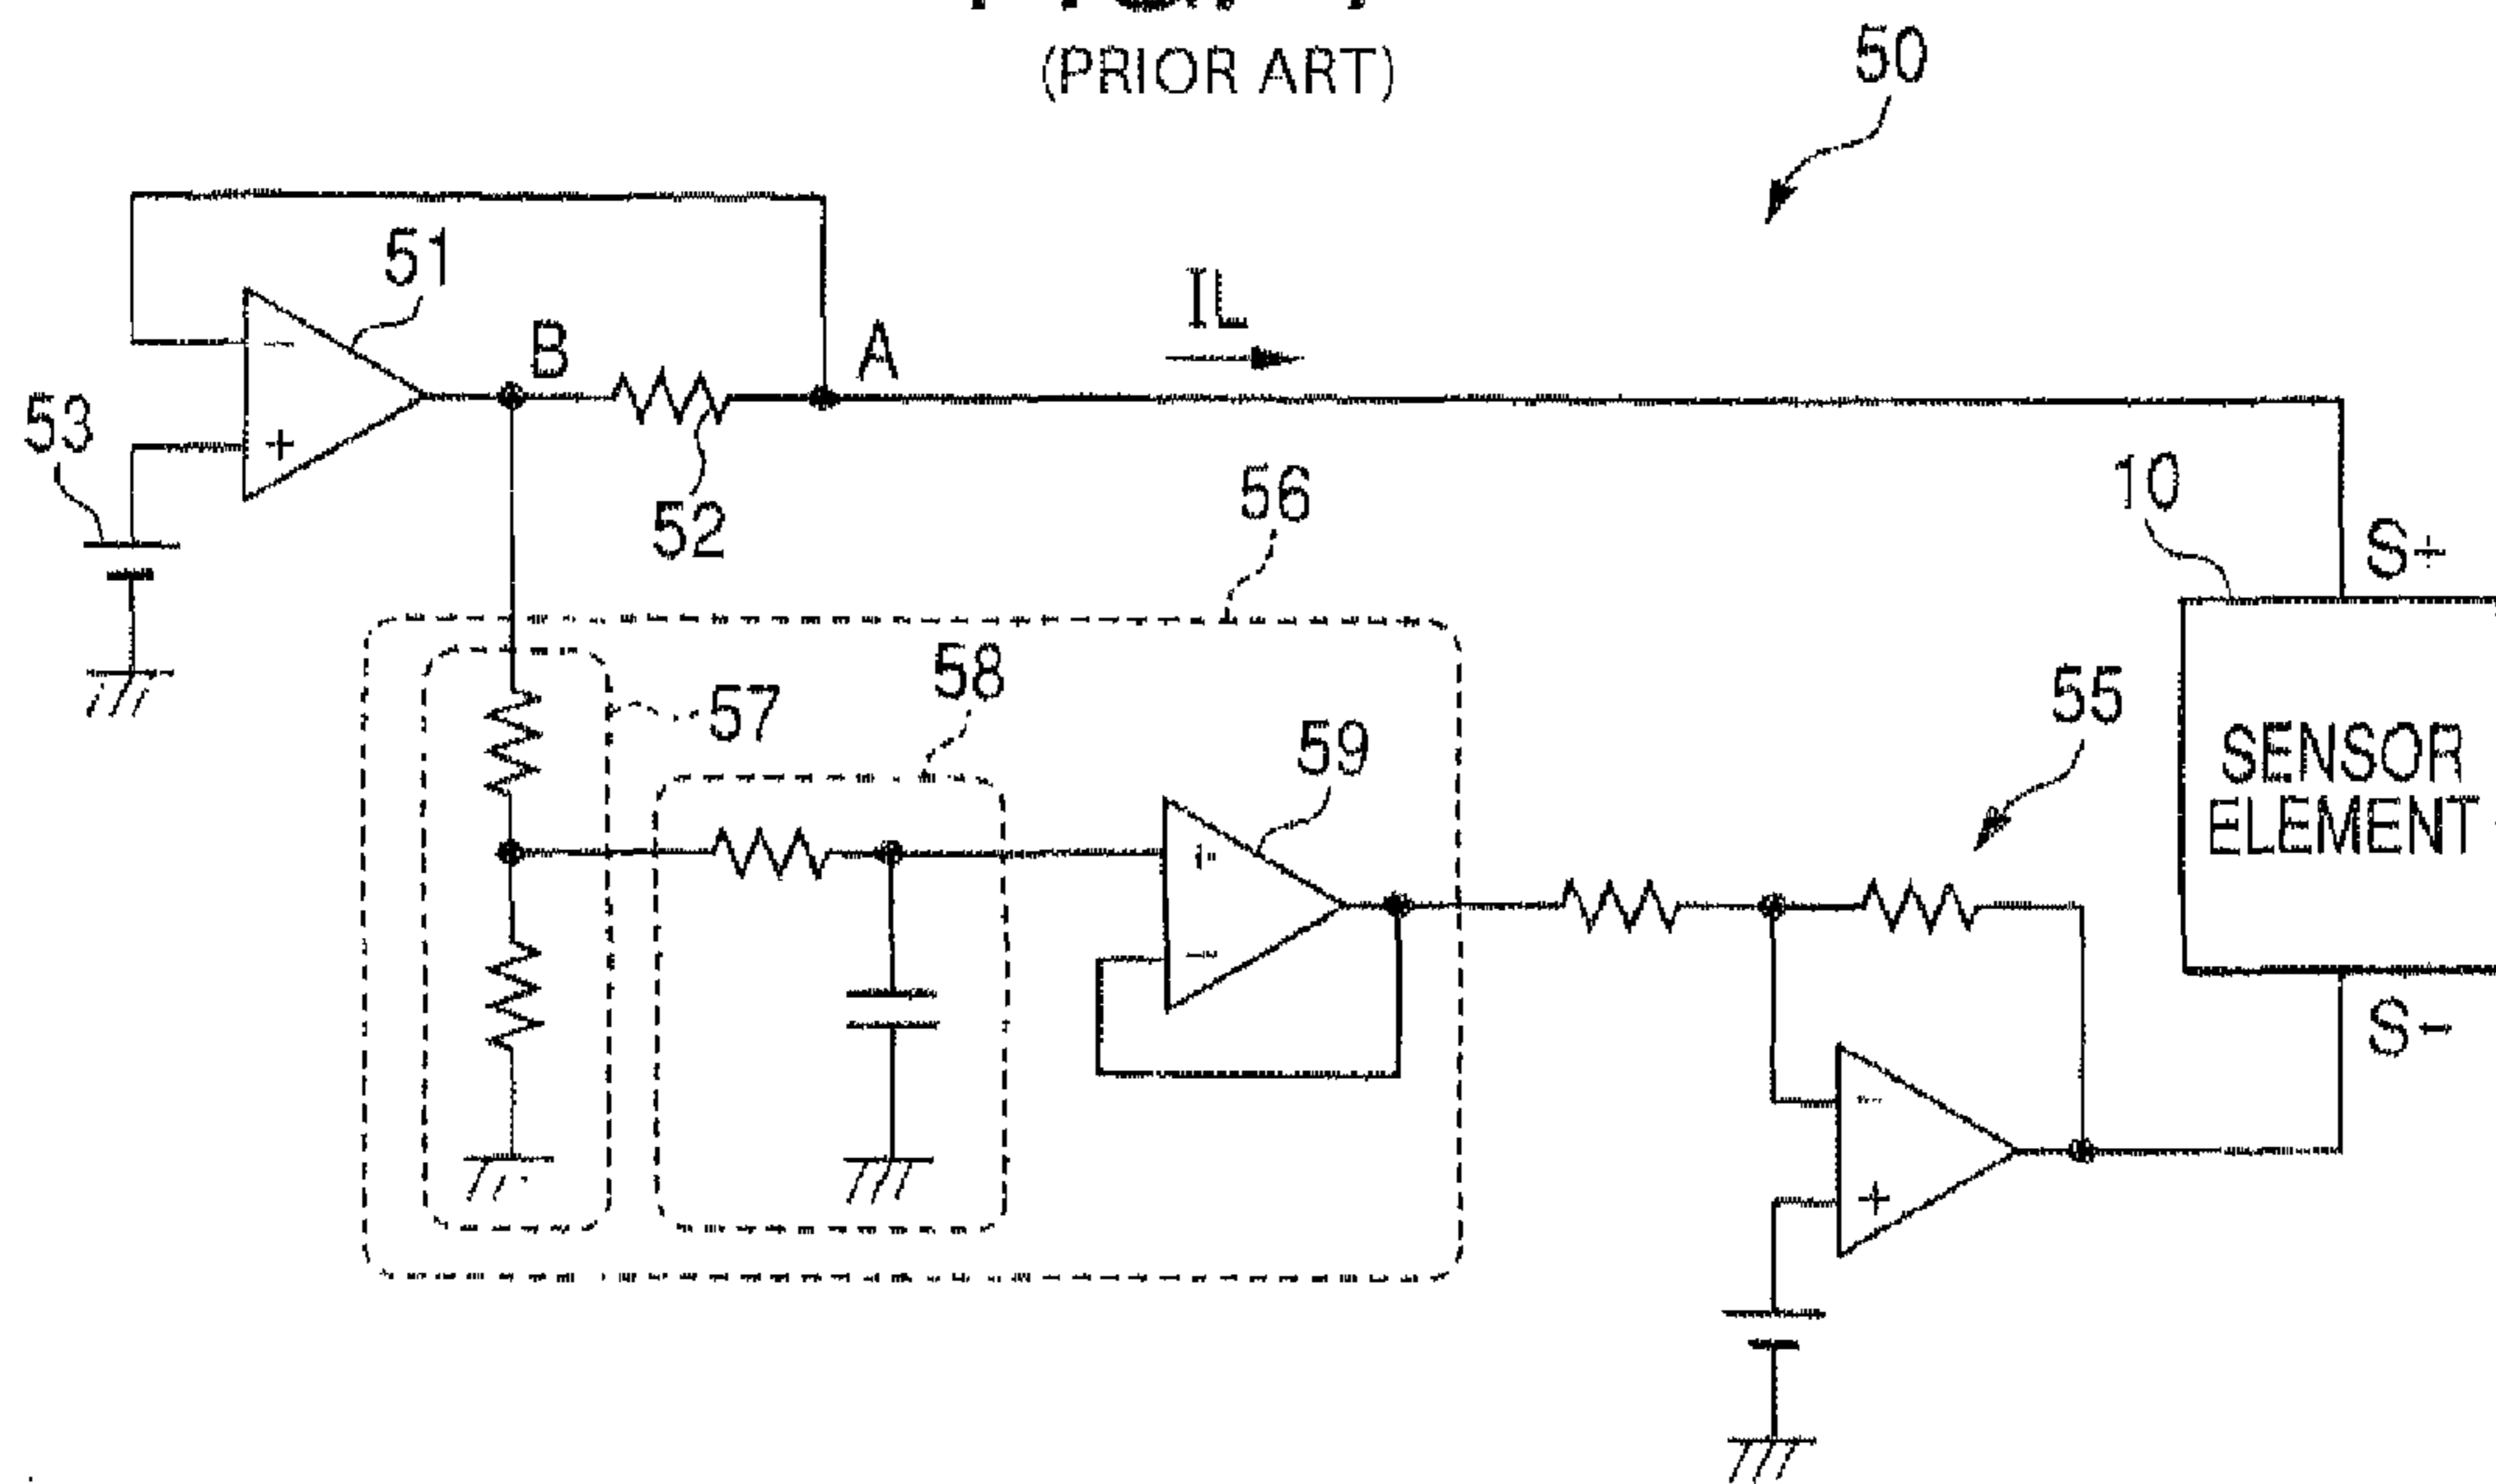 (PRIOR ART)
50
51
IL
B
A
53
52
56
10
S+
57
58
59
55
SENSOR
ELEMENT
S-